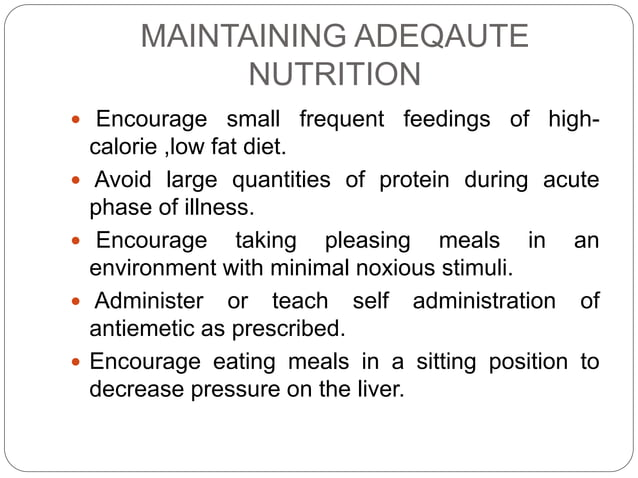 MAINTAINING ADEQAUTE
NUTRITION
• Encourage small frequent feedings of high-
calorie ,low fat diet.
• Avoid large quantities of protein during acute
phase of illness.
• Encourage taking pleasing meals in an
environment with minimal noxious stimuli.
• Administer or teach self administration of
antiemetic as prescribed.
• Encourage eating meals in a sitting position to
decrease pressure on the liver.